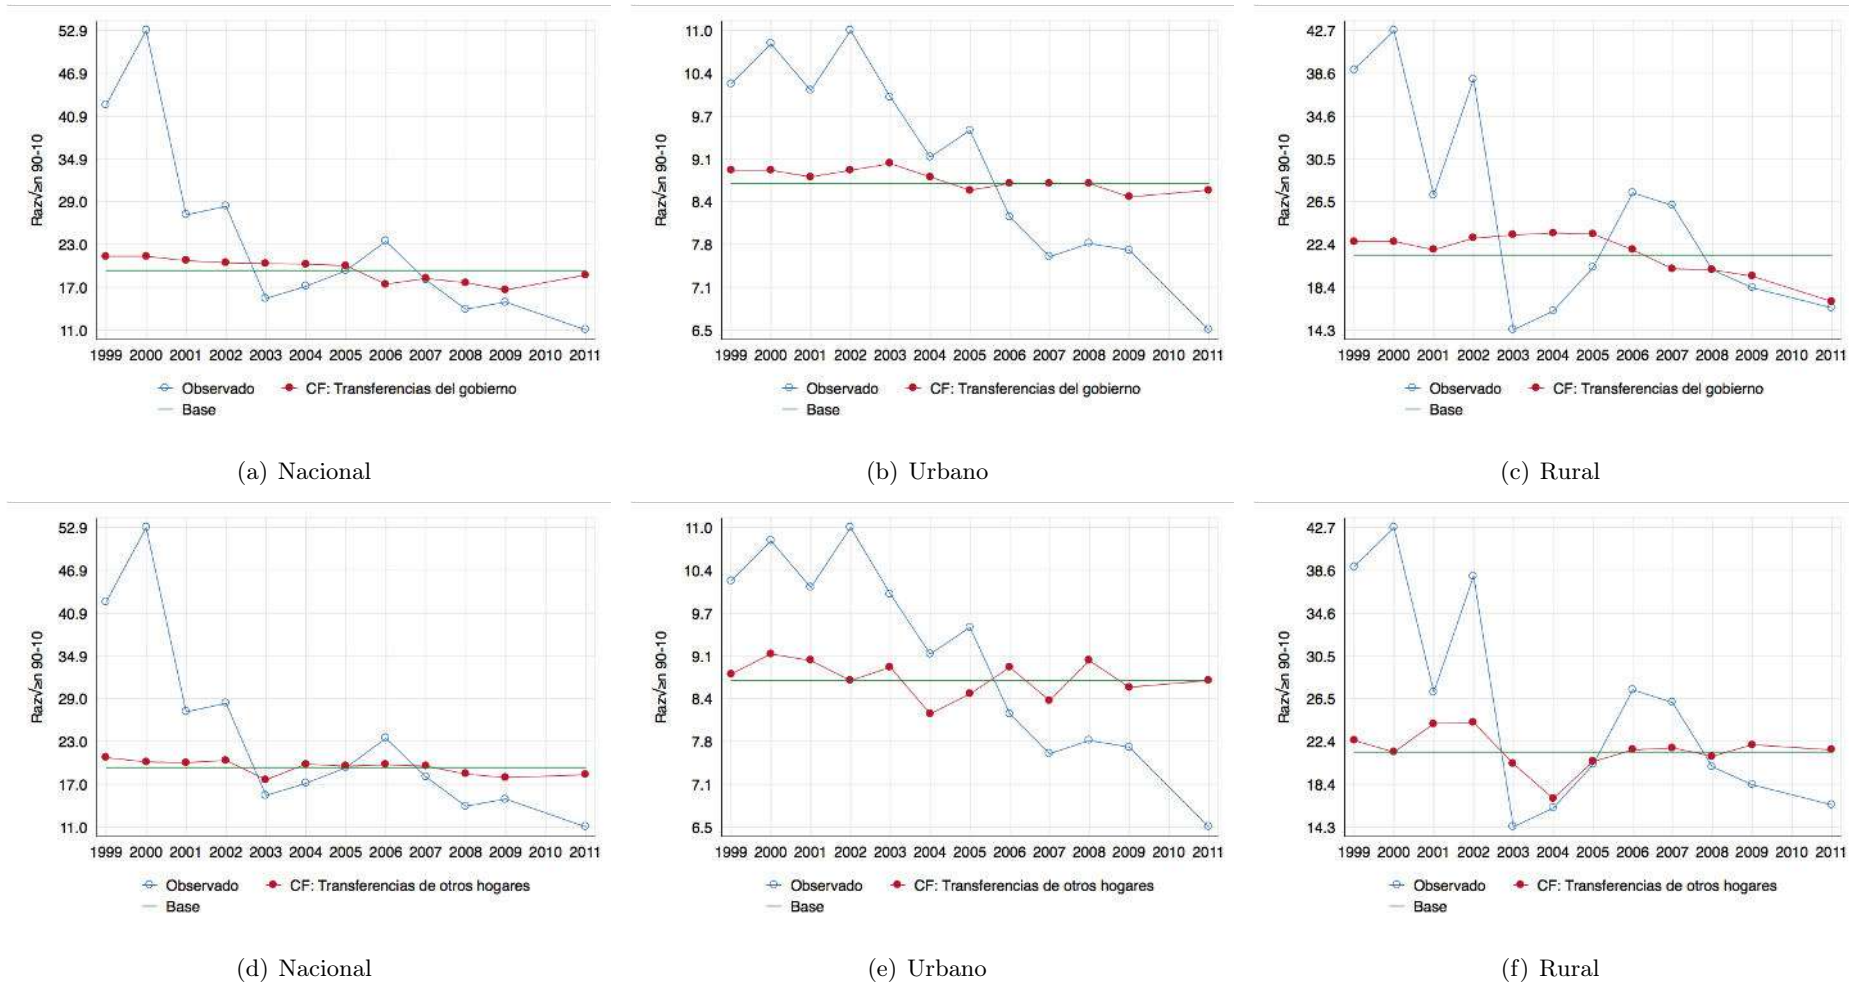 52.9
46.9
40.9
34.9
29.0
23.0
17.0
11.0
Razv√≥n 90-10
1999 2000 2001 2002 2003 2004 2005 2006 2007 2008 2009 2010 2011
Observado CF: Transferencias del gobierno
Base
(a) Nacional
11.0
10.4
9.7
9.1
8.4
7.8
7.1
6.5
Razv√≥n 90-10
1999 2000 2001 2002 2003 2004 2005 2006 2007 2008 2009 2010 2011
Observado CF: Transferencias del gobierno
Base
(b) Urbano
42.7
38.6
34.6
30.5
26.5
22.4
18.4
14.3
Razv√≥n 90-10
1999 2000 2001 2002 2003 2004 2005 2006 2007 2008 2009 2010 2011
Observado CF: Transferencias del gobierno
Base
(c) Rural
52.9
46.9
40.9
34.9
29.0
23.0
17.0
11.0
Razv√≥n 90-10
1999 2000 2001 2002 2003 2004 2005 2006 2007 2008 2009 2010 2011
Observado CF: Transferencias de otros hogares
Base
(d) Nacional
11.0
10.4
9.7
9.1
8.4
7.8
7.1
6.5
Razv√≥n 90-10
1999 2000 2001 2002 2003 2004 2005 2006 2007 2008 2009 2010 2011
Observado CF: Transferencias de otros hogares
Base
(e) Urbano
42.7
38.6
34.6
30.5
26.5
22.4
18.4
14.3
Razv√≥n 90-10
1999 2000 2001 2002 2003 2004 2005 2006 2007 2008 2009 2010 2011
Observado CF: Transferencias de otros hogares
Base
(f) Rural